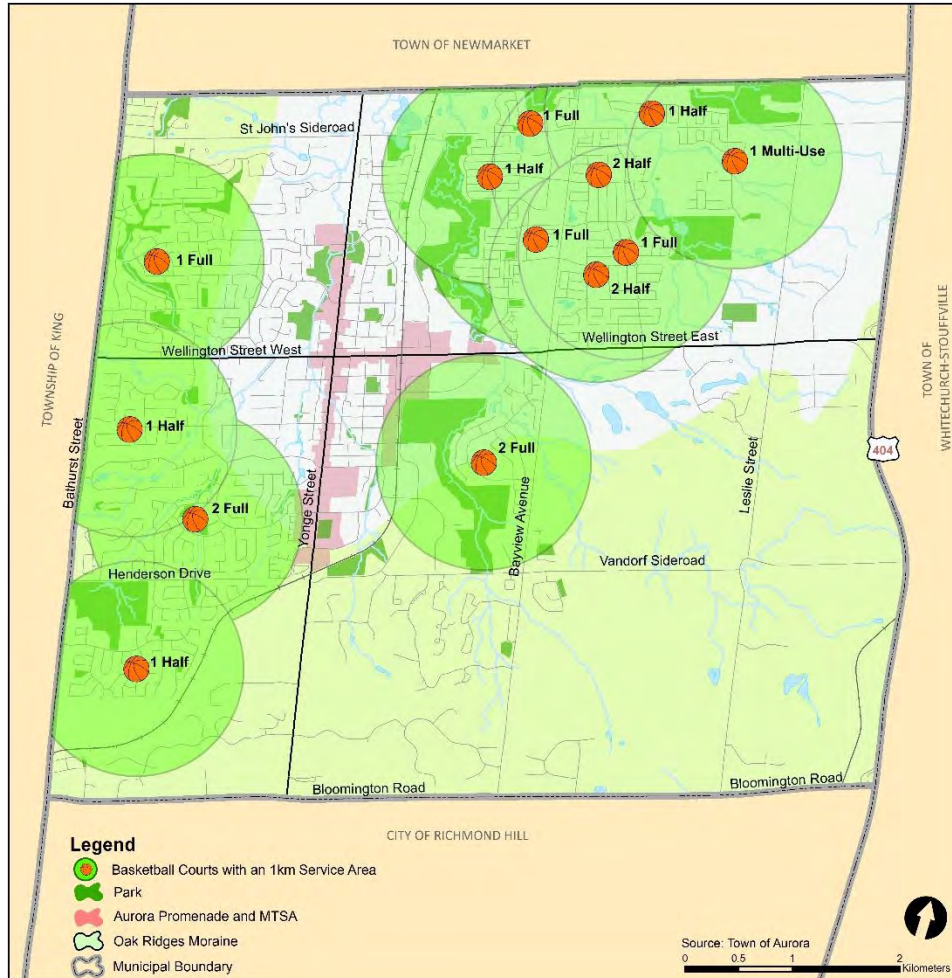 TOWN OF NEWMARKET
St John's Sideroad
1 Full
1 Half
1 Multi-Use
1 Half
2 Half
1 Full
1 Full
1 Full
2 Half
TOWNSHIP OF KING
Wellington Street West
Wellington Street East
TOWN OF
WHITECHURCH-STOUFFVILLE
1 Half
Bathurst Street
2 Full
404
Leslie Street
Yonge Street
2 Full
Bayview Avenue
Henderson Drive
Vandorf Sideroad
1 Half
Bloomington Road
Bloomington Road
CITY OF RICHMOND HILL
Legend
Basketball Courts with an 1km Service Area
Park
Aurora Promenade and MTSA
Oak Ridges Moraine
Municipal Boundary
Source: Town of Aurora
0 0.5 1 2
Kilometers